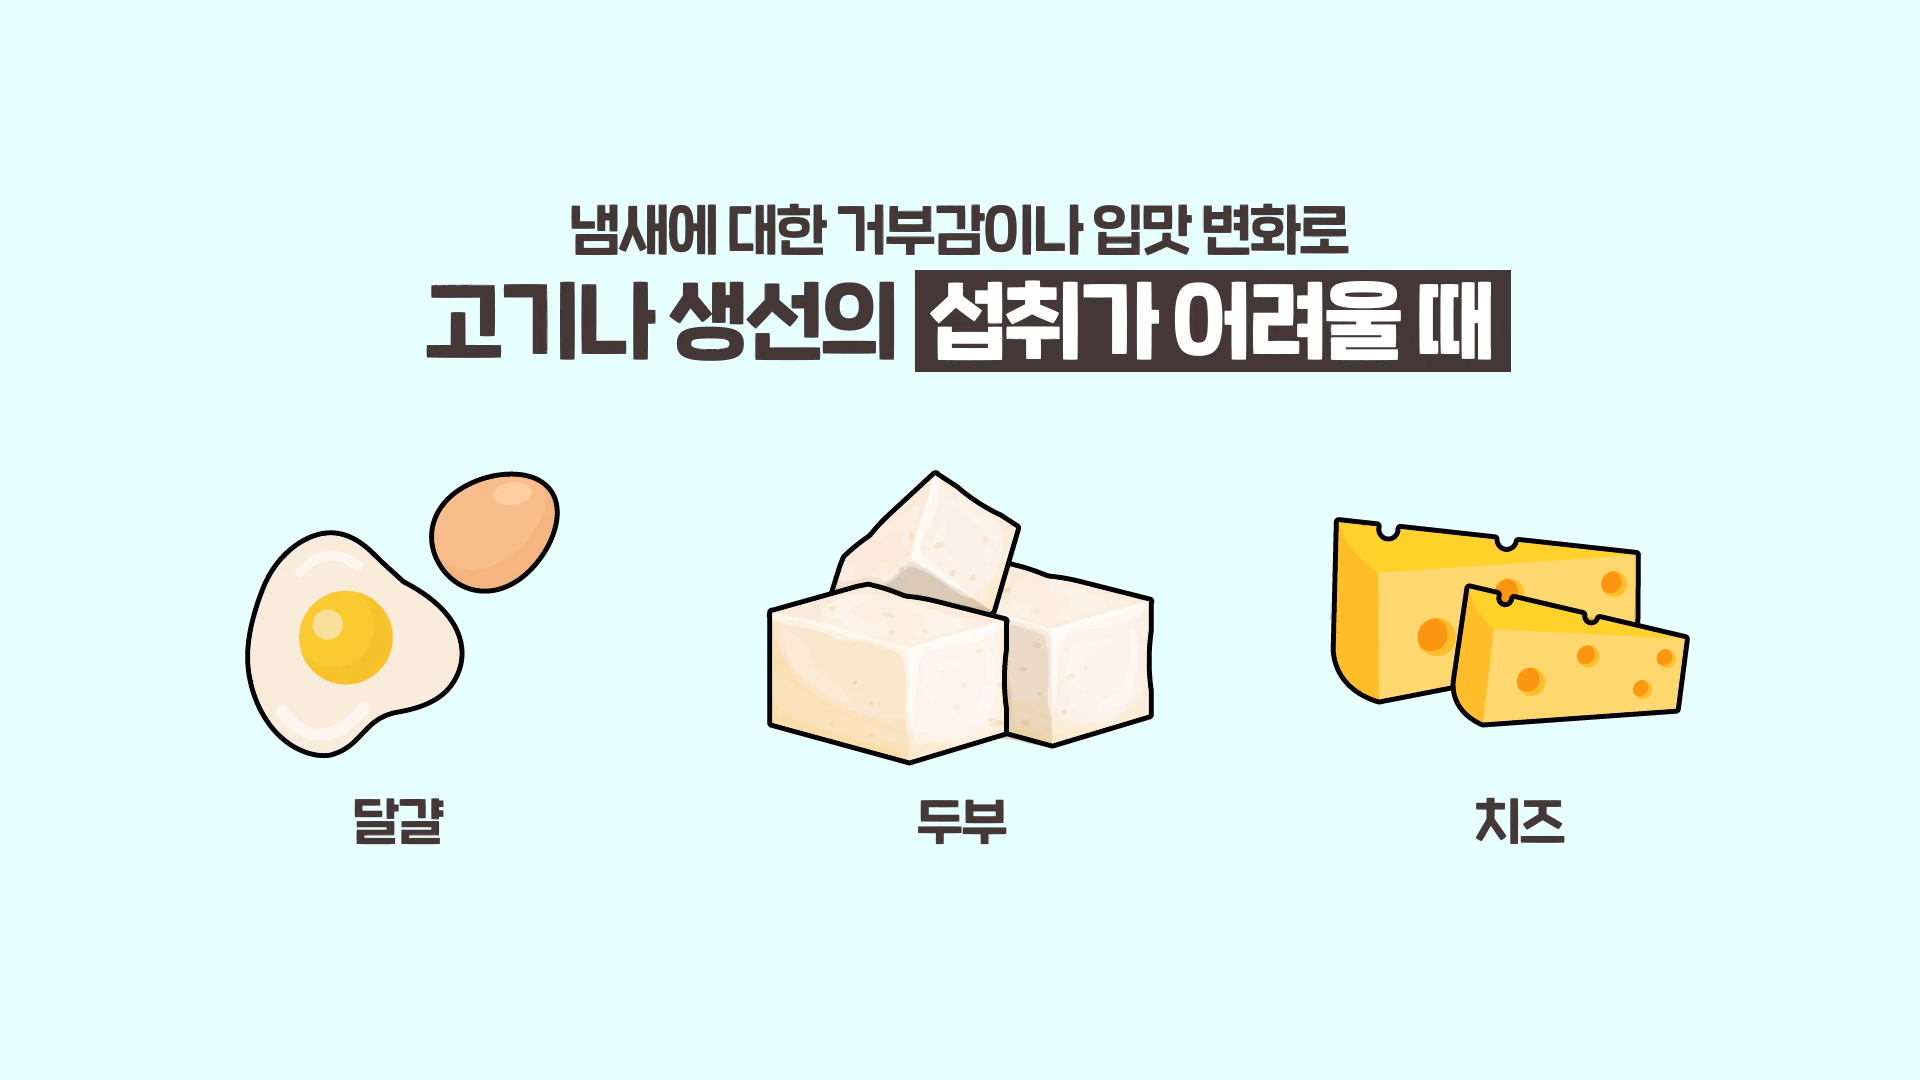 냄새에 대한 거부감이나 입맛 변화로
고기나 생선의 섭취가 어려울 때
달걀
두부
치즈